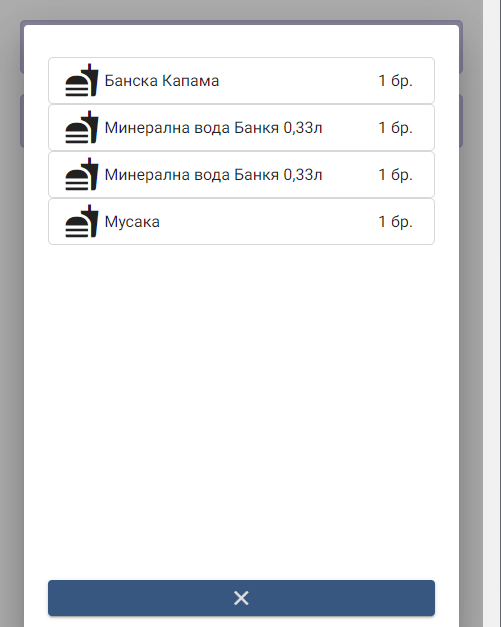 Банска Капама 1 бр.
Минерална вода Банкя 0,33л 1 бр.
Минерална вода Банкя 0,33л 1 бр.
Мусака 1 бр.